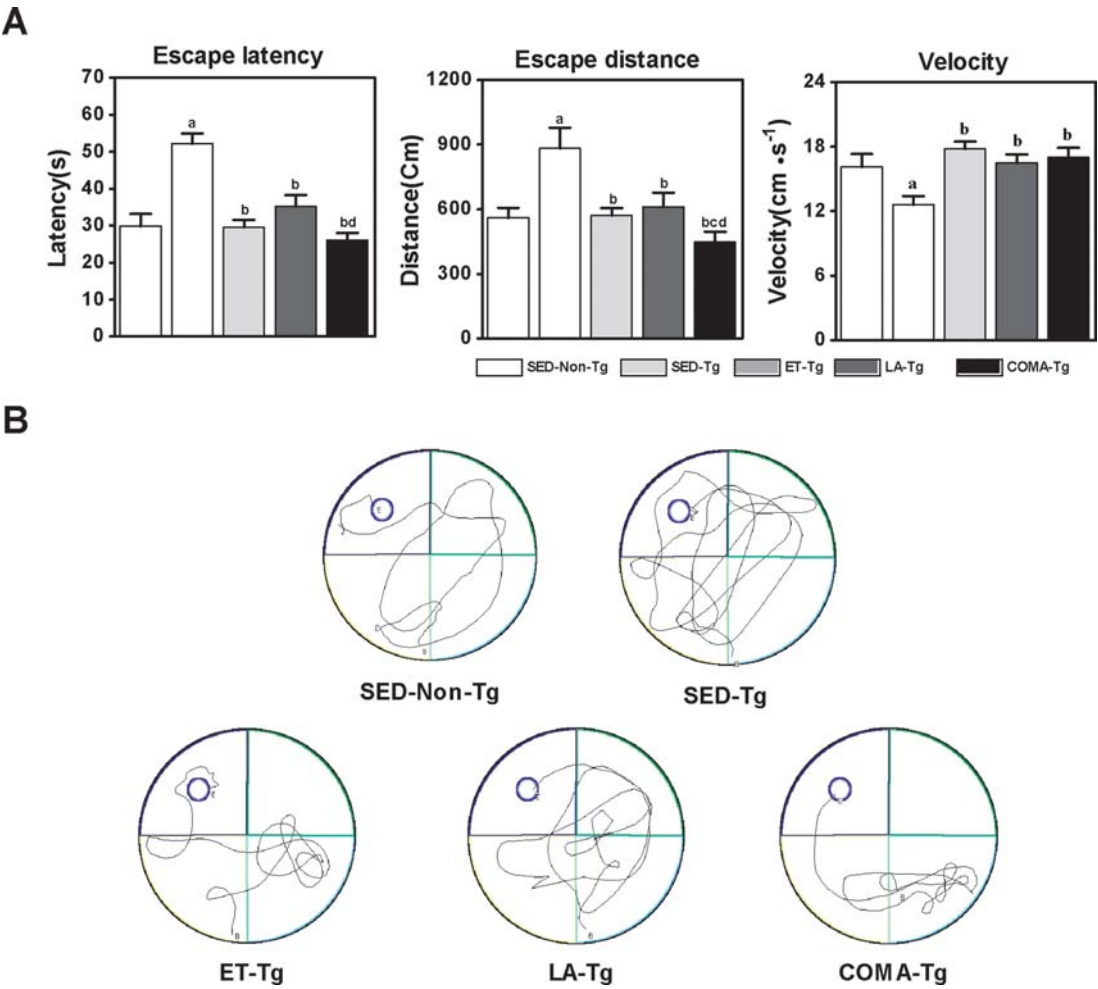 A
Escape latency
Latency(s)
70
60
50
40
30
20
10
0
a
b
b
bd
Escape distance
Distance(Cm)
1200
900
600
300
0
a
b
b
bcd
Velocity
Velocity(cm •s-1)
24
18
12
6
0
a
b
b
b
SED-Non-Tg SED-Tg ET-Tg LA-Tg COMA-Tg
B
E
B
SED-Non-Tg
E
B
SED-Tg
E
B
ET-Tg
B
LA-Tg
B
COMA-Tg